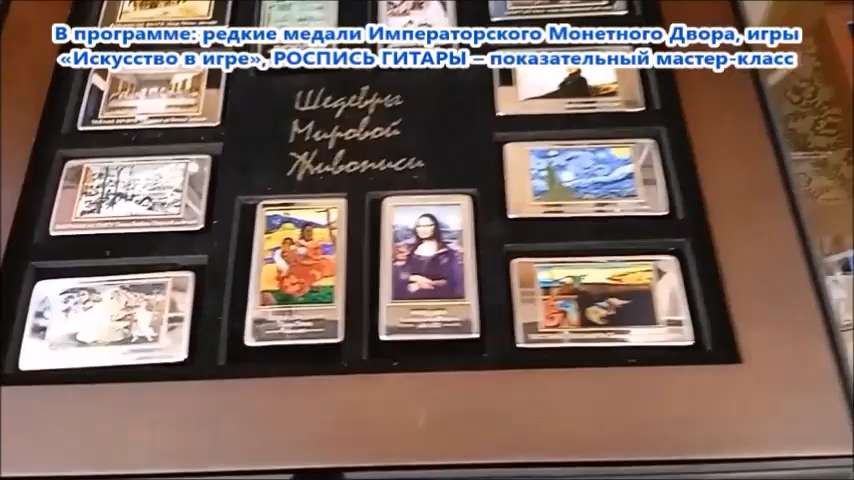 В программе: редкие медали Императорского Монетного Двора, игры
«Искусство в игре», РОСПИСЬ ГИТАРЫ – показательный мастер-класс
Шедевры
Мировой
Живописи